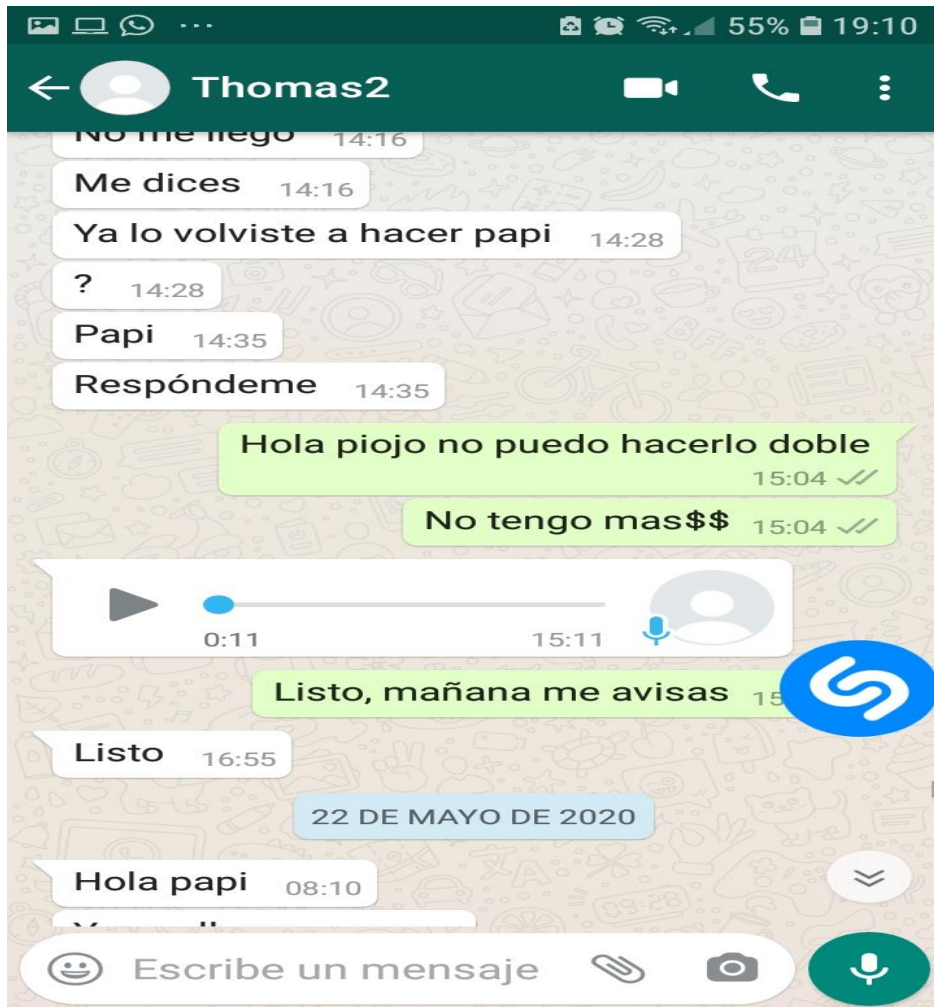 55% 19:10
Thomas2
No me llego 14:16
Me dices 14:16
Ya lo volviste a hacer papi 14:28
? 14:28
Papi 14:35
Respóndeme 14:35
Hola piojo no puedo hacerlo doble
15:04
No tengo mas$$ 15:04
0:11 15:11
Listo, mañana me avisas
Listo 16:55
22 DE MAYO DE 2020
Hola papi 08:10
Escribe un mensaje